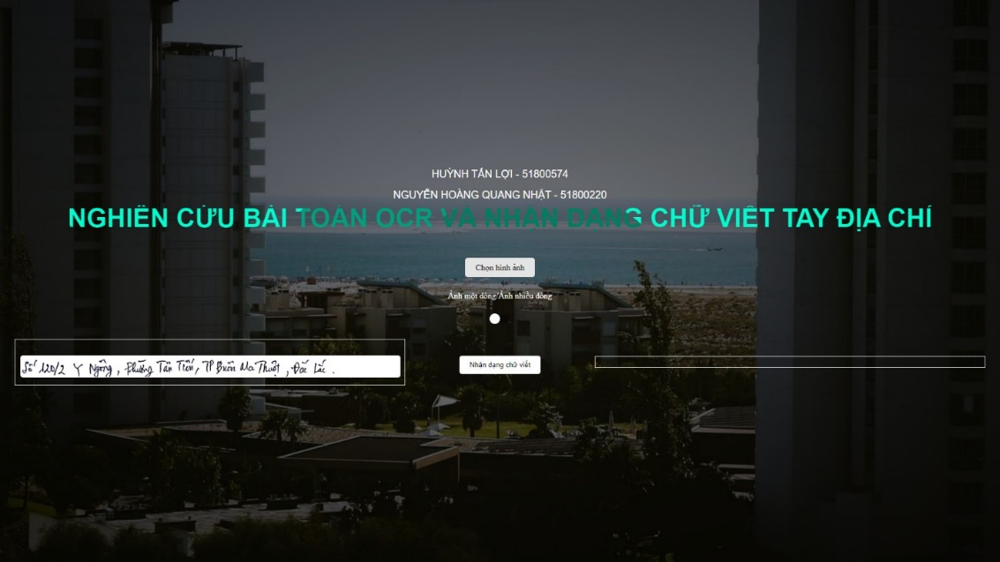 HUỲNH TẤN LỢI - 51800574
NGUYỄN HOÀNG QUANG NHẬT - 51800220
NGHIÊN CỨU BÀI TOÁN OCR VÀ NHẬN DẠNG CHỮ VIẾT TAY ĐỊA CHỈ
Chọn hình ảnh
Ảnh một dòng/Ảnh nhiều dòng
Số 120/2 Y Ngông, Phường Tân Tiến, TP Buôn Ma Thuột, Đắc Lắc.
Nhận dạng chữ viết